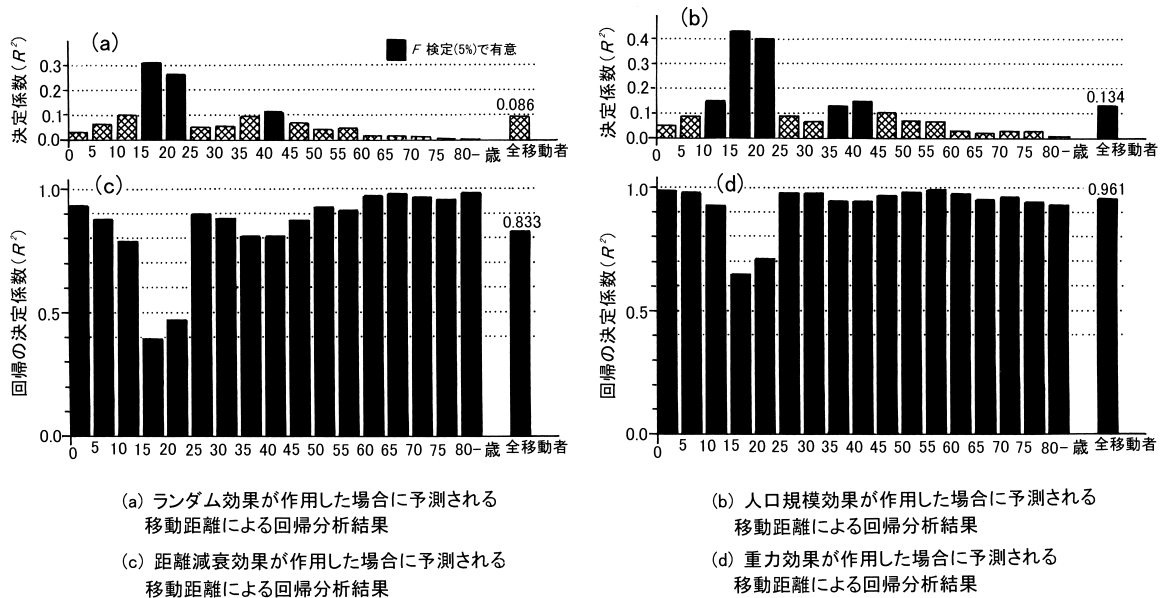 (a)
F 検定(5%)で有意
決定係数(R²)
0.3
0.2
0.1
0.0
0.086
0 5 10 15 20 25 30 35 40 45 50 55 60 65 70 75 80- 歳 全移動者
(b)
決定係数(R²)
0.4
0.3
0.2
0.1
0.0
0.134
0 5 10 15 20 25 30 35 40 45 50 55 60 65 70 75 80- 歳 全移動者
(c)
回帰の決定係数(R²)
1.0
0.5
0.0
0.833
0 5 10 15 20 25 30 35 40 45 50 55 60 65 70 75 80- 歳 全移動者
(d)
回帰の決定係数(R²)
1.0
0.5
0.0
0.961
0 5 10 15 20 25 30 35 40 45 50 55 60 65 70 75 80- 歳 全移動者
(a) ランダム効果が作用した場合に予測される
移動距離による回帰分析結果
(b) 人口規模効果が作用した場合に予測される
移動距離による回帰分析結果
(c) 距離減衰効果が作用した場合に予測される
移動距離による回帰分析結果
(d) 重力効果が作用した場合に予測される
移動距離による回帰分析結果